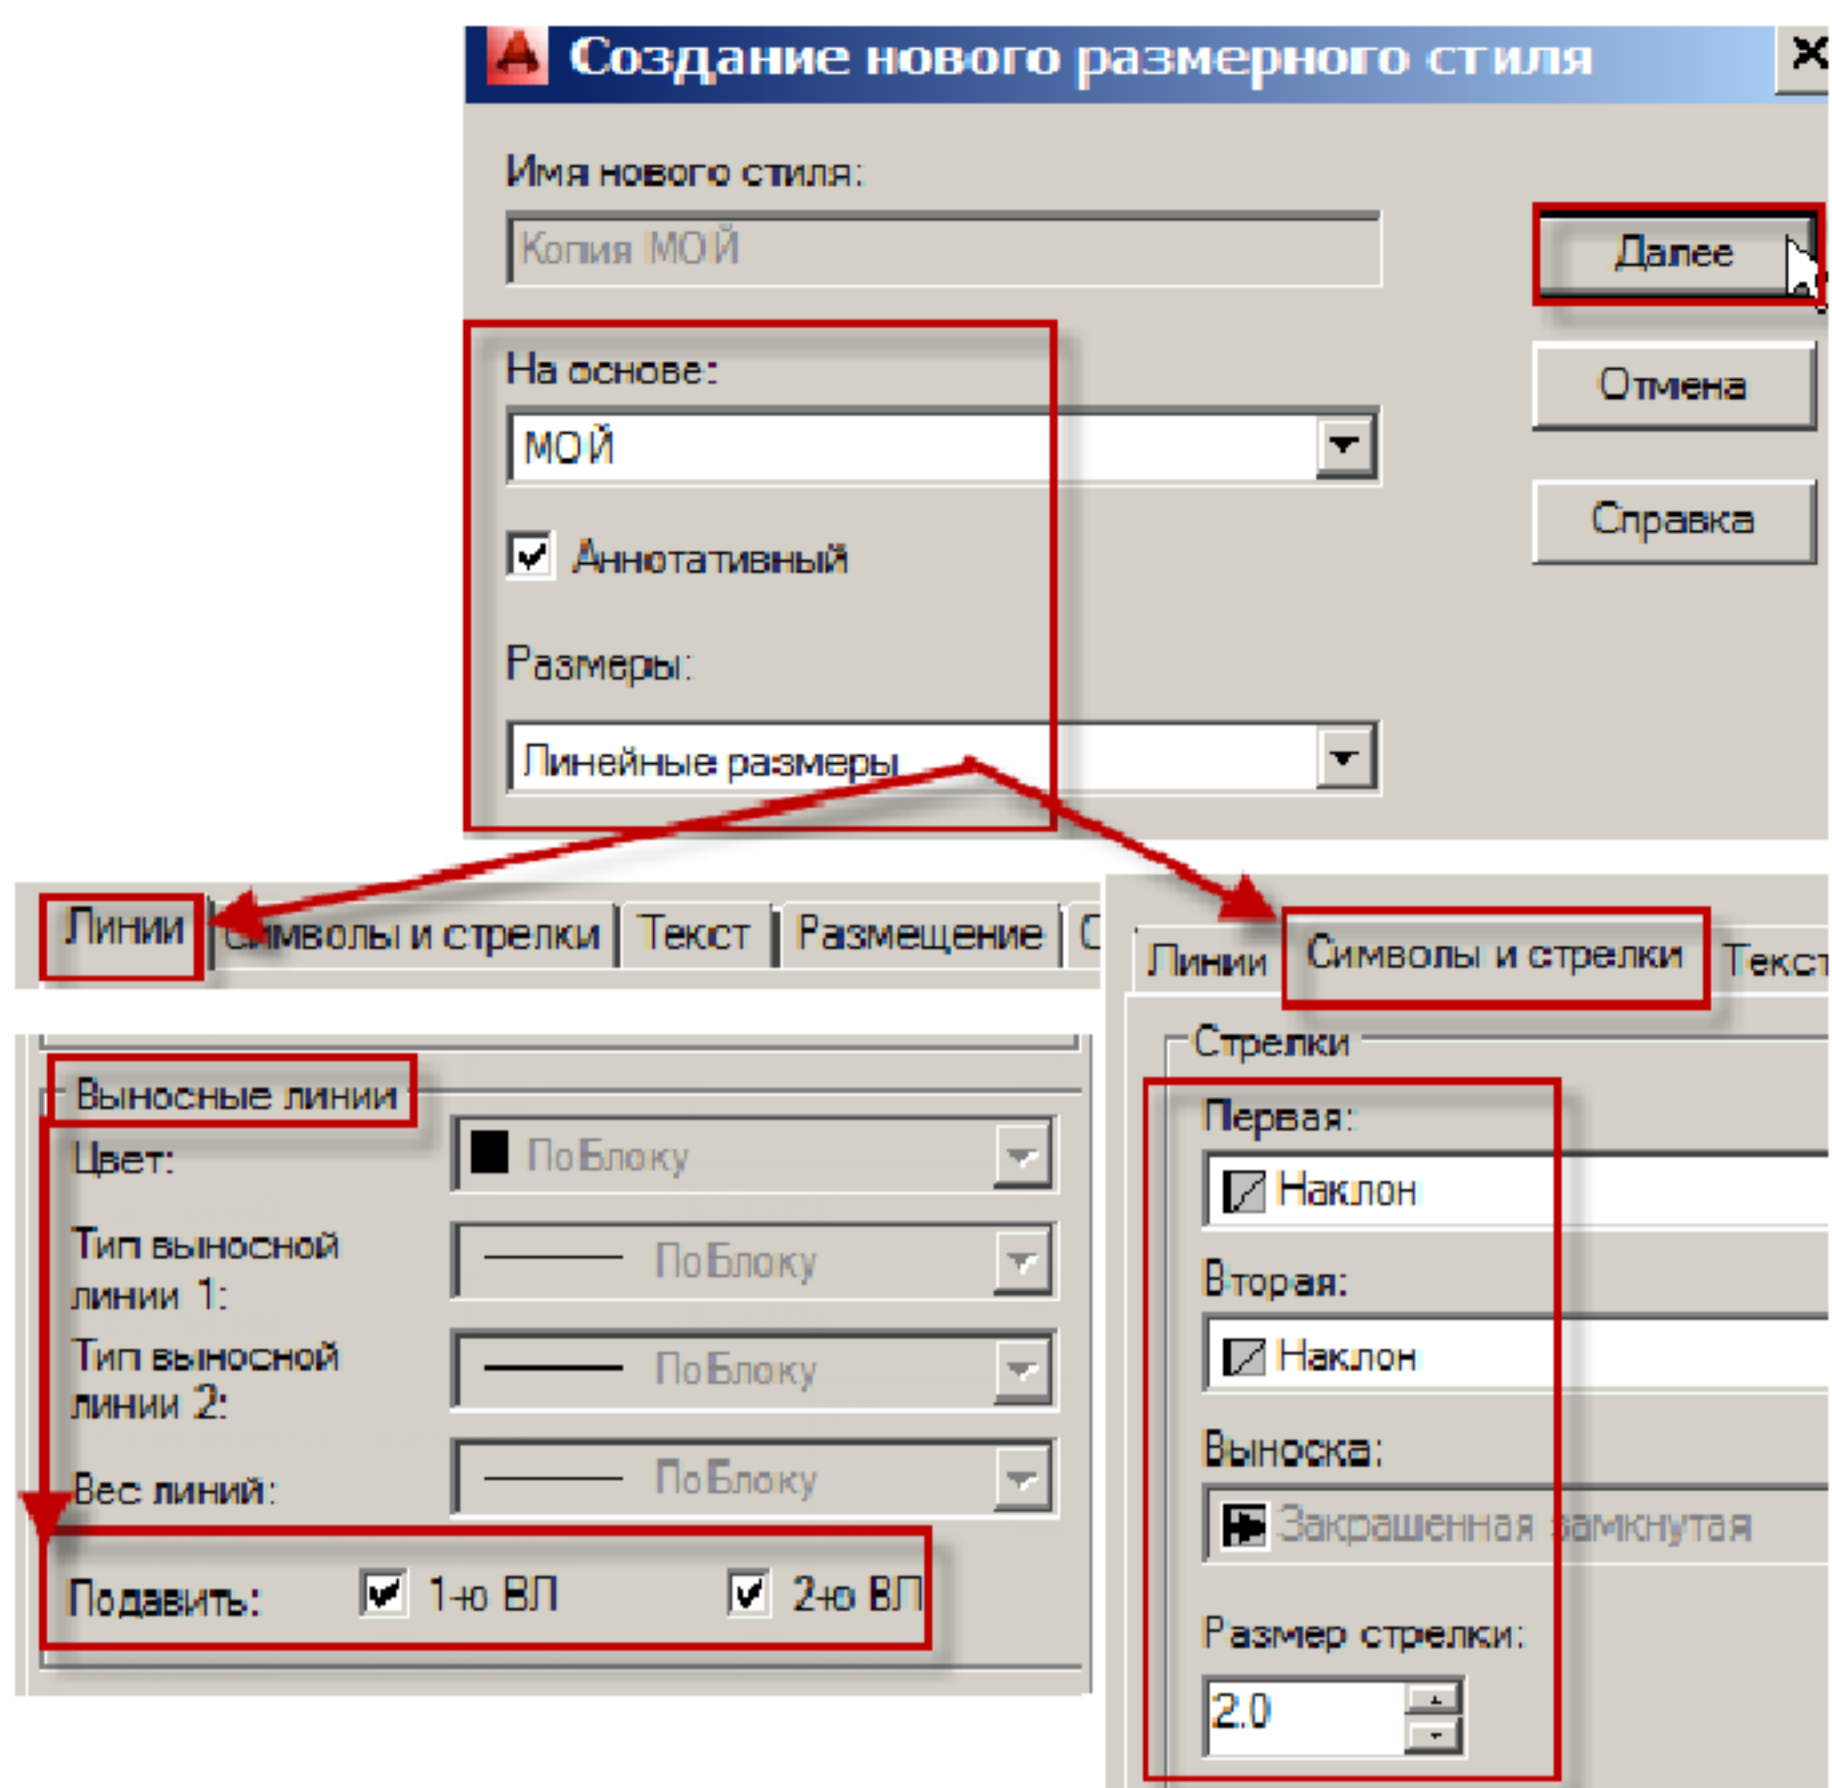 Создание нового размерного стиля
Имя нового стиля:
Копия МОЙ
Далее
На основе:
МОЙ
Отмена
Аннотативный
Справка
Размеры:
Линейные размеры
Линии
Символы и стрелки
Текст
Размещение
Выносные линии
Цвет:
ПоБлоку
Тип выносной
линии 1:
ПоБлоку
Тип выносной
линии 2:
ПоБлоку
Вес линий:
ПоБлоку
Подавить:
1-ю ВЛ
2-ю ВЛ
Линии
Символы и стрелки
Текст
Стрелки
Первая:
Наклон
Вторая:
Наклон
Выноска:
Закрашенная замкнутая
Размер стрелки:
2.0